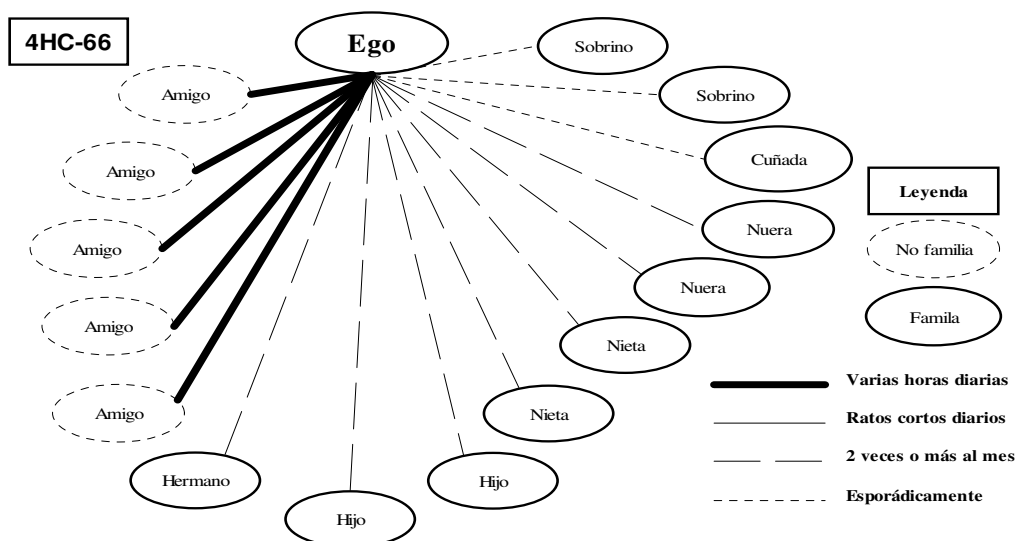 4HC-66
Ego
Sobrino
Sobrino
Cuñada
Nuera
Nuera
Nieta
Nieta
Hijo
Hijo
Hermano
Amigo
Amigo
Amigo
Amigo
Amigo
Leyenda
No familia
Famila
Varias horas diarias
Ratos cortos diarios
2 veces o más al mes
Esporádicamente